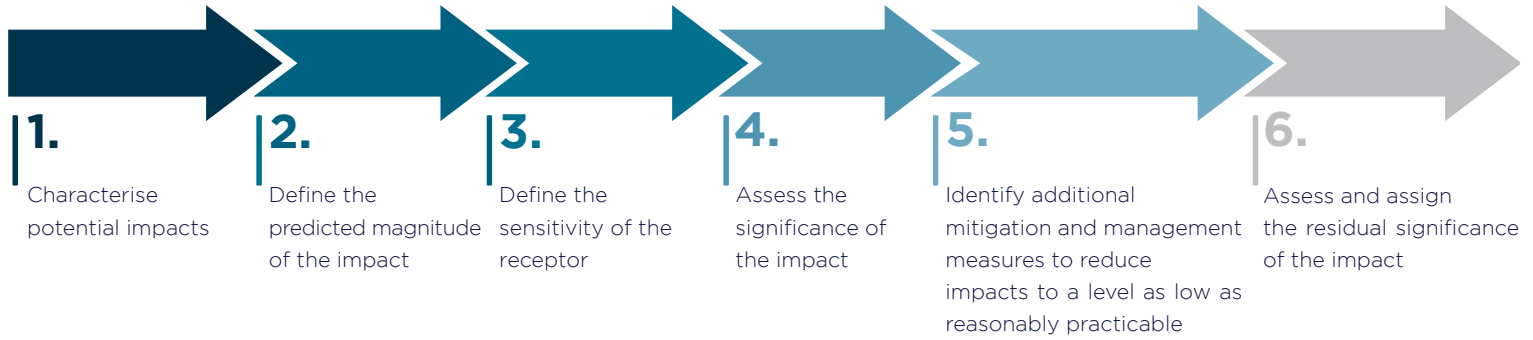 1.
Characterise
potential impacts
2.
Define the
predicted magnitude
of the impact
3.
Define the
sensitivity of the
receptor
4.
Assess the
significance of
the impact
5.
Identify additional
mitigation and management
measures to reduce
impacts to a level as low as
reasonably practicable
6.
Assess and assign
the residual significance
of the impact